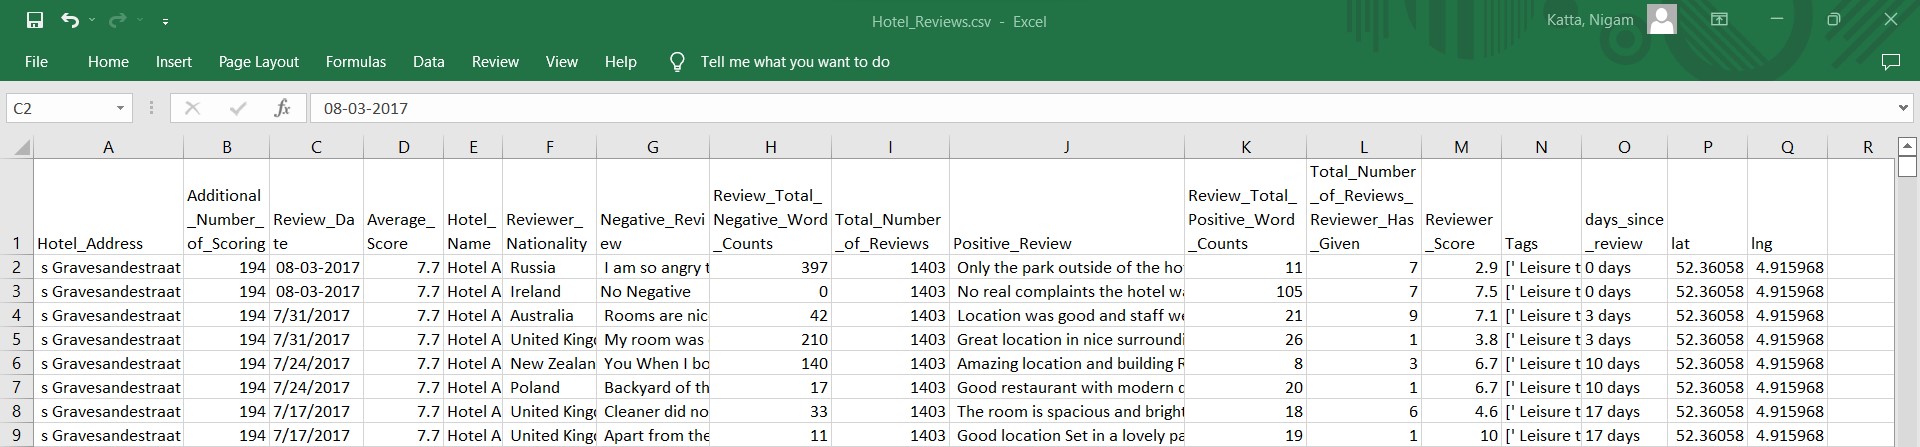 Hotel_Reviews.csv - Excel Katta, Nigam
File Home Insert Page Layout Formulas Data Review View Help Tell me what you want to do
C2 fx 08-03-2017
A B C D E F G H I J K L M N O P Q R
1 Hotel_Address Additional_Number_of_Scoring Review_Date Average_Score Hotel_Name Reviewer_Nationality Negative_Review Review_Total_Negative_Word_Counts Total_Number_of_Reviews Positive_Review Review_Total_Positive_Word_Counts Total_Number_of_Reviews_Reviewer_Has_Given Reviewer_Score Tags days_since_review lat lng
2 s Gravesandestraat 194 08-03-2017 7.7 Hotel A Russia I am so angry t 397 1403 Only the park outside of the ho 11 7 2.9 [' Leisure t 0 days 52.36058 4.915968
3 s Gravesandestraat 194 08-03-2017 7.7 Hotel A Ireland No Negative 0 1403 No real complaints the hotel wa 105 7 7.5 [' Leisure t 0 days 52.36058 4.915968
4 s Gravesandestraat 194 7/31/2017 7.7 Hotel A Australia Rooms are nic 42 1403 Location was good and staff we 21 9 7.1 [' Leisure t 3 days 52.36058 4.915968
5 s Gravesandestraat 194 7/31/2017 7.7 Hotel A United King My room was 210 1403 Great location in nice surroundi 26 1 3.8 [' Leisure t 3 days 52.36058 4.915968
6 s Gravesandestraat 194 7/24/2017 7.7 Hotel A New Zealan You When I bo 140 1403 Amazing location and building R 8 3 6.7 [' Leisure t 10 days 52.36058 4.915968
7 s Gravesandestraat 194 7/24/2017 7.7 Hotel A Poland Backyard of th 17 1403 Good restaurant with modern d 20 1 6.7 [' Leisure t 10 days 52.36058 4.915968
8 s Gravesandestraat 194 7/17/2017 7.7 Hotel A United King Cleaner did no 33 1403 The room is spacious and bright 18 6 4.6 [' Leisure t 17 days 52.36058 4.915968
9 s Gravesandestraat 194 7/17/2017 7.7 Hotel A United King Apart from the 11 1403 Good location Set in a lovely pa 19 1 10 [' Leisure t 17 days 52.36058 4.915968